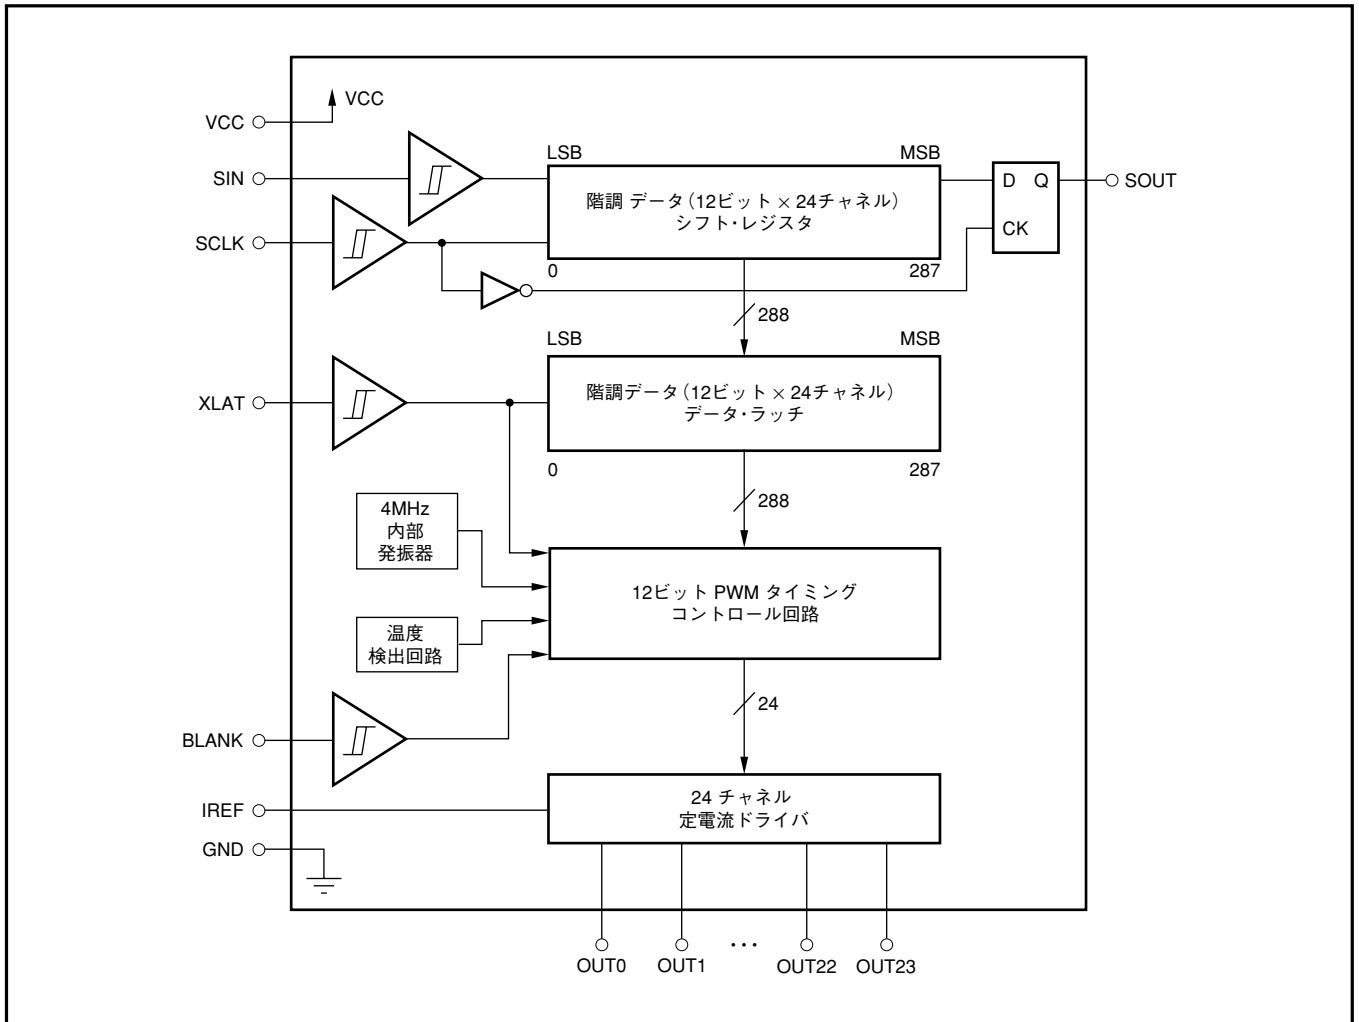 VCC
VCC
SIN
SCLK
LSB
MSB
階調 データ(12ビット × 24チャネル)
シフト・レジスタ
0
287
D Q
CK
SOUT
288
LSB
MSB
XLAT
階調データ(12ビット × 24チャネル)
データ・ラッチ
0
287
288
4MHz
内部
発振器
12ビット PWM タイミング
コントロール回路
温度
検出回路
24
BLANK
24 チャネル
定電流ドライバ
IREF
GND
OUT0
OUT1
• • •
OUT22
OUT23